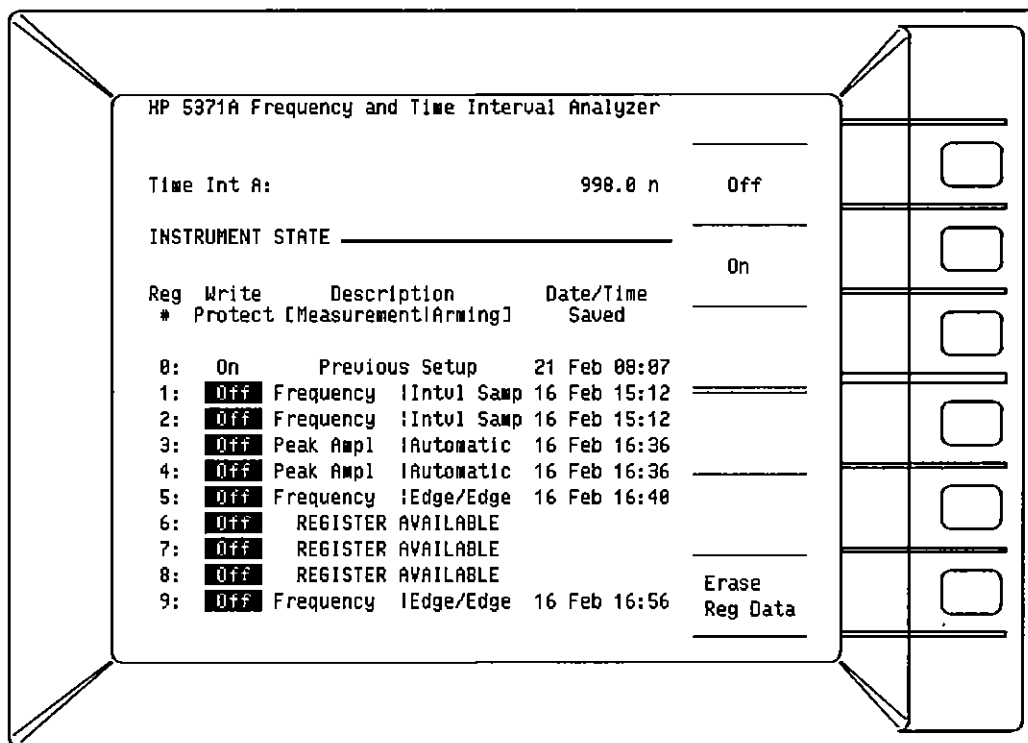 HP 5371A Frequency and Time Interval Analyzer
Time Int A: 998.0 n
Off
INSTRUMENT STATE
On
Reg Write Description Date/Time
# Protect [Measurement|Arming] Saved
0: On Previous Setup 21 Feb 08:07
1: Off Frequency |Intvl Samp 16 Feb 15:12
2: Off Frequency |Intvl Samp 16 Feb 15:12
3: Off Peak Ampl |Automatic 16 Feb 16:36
4: Off Peak Ampl |Automatic 16 Feb 16:36
5: Off Frequency |Edge/Edge 16 Feb 16:40
6: Off REGISTER AVAILABLE
7: Off REGISTER AVAILABLE
8: Off REGISTER AVAILABLE
9: Off Frequency |Edge/Edge 16 Feb 16:56
Erase
Reg Data